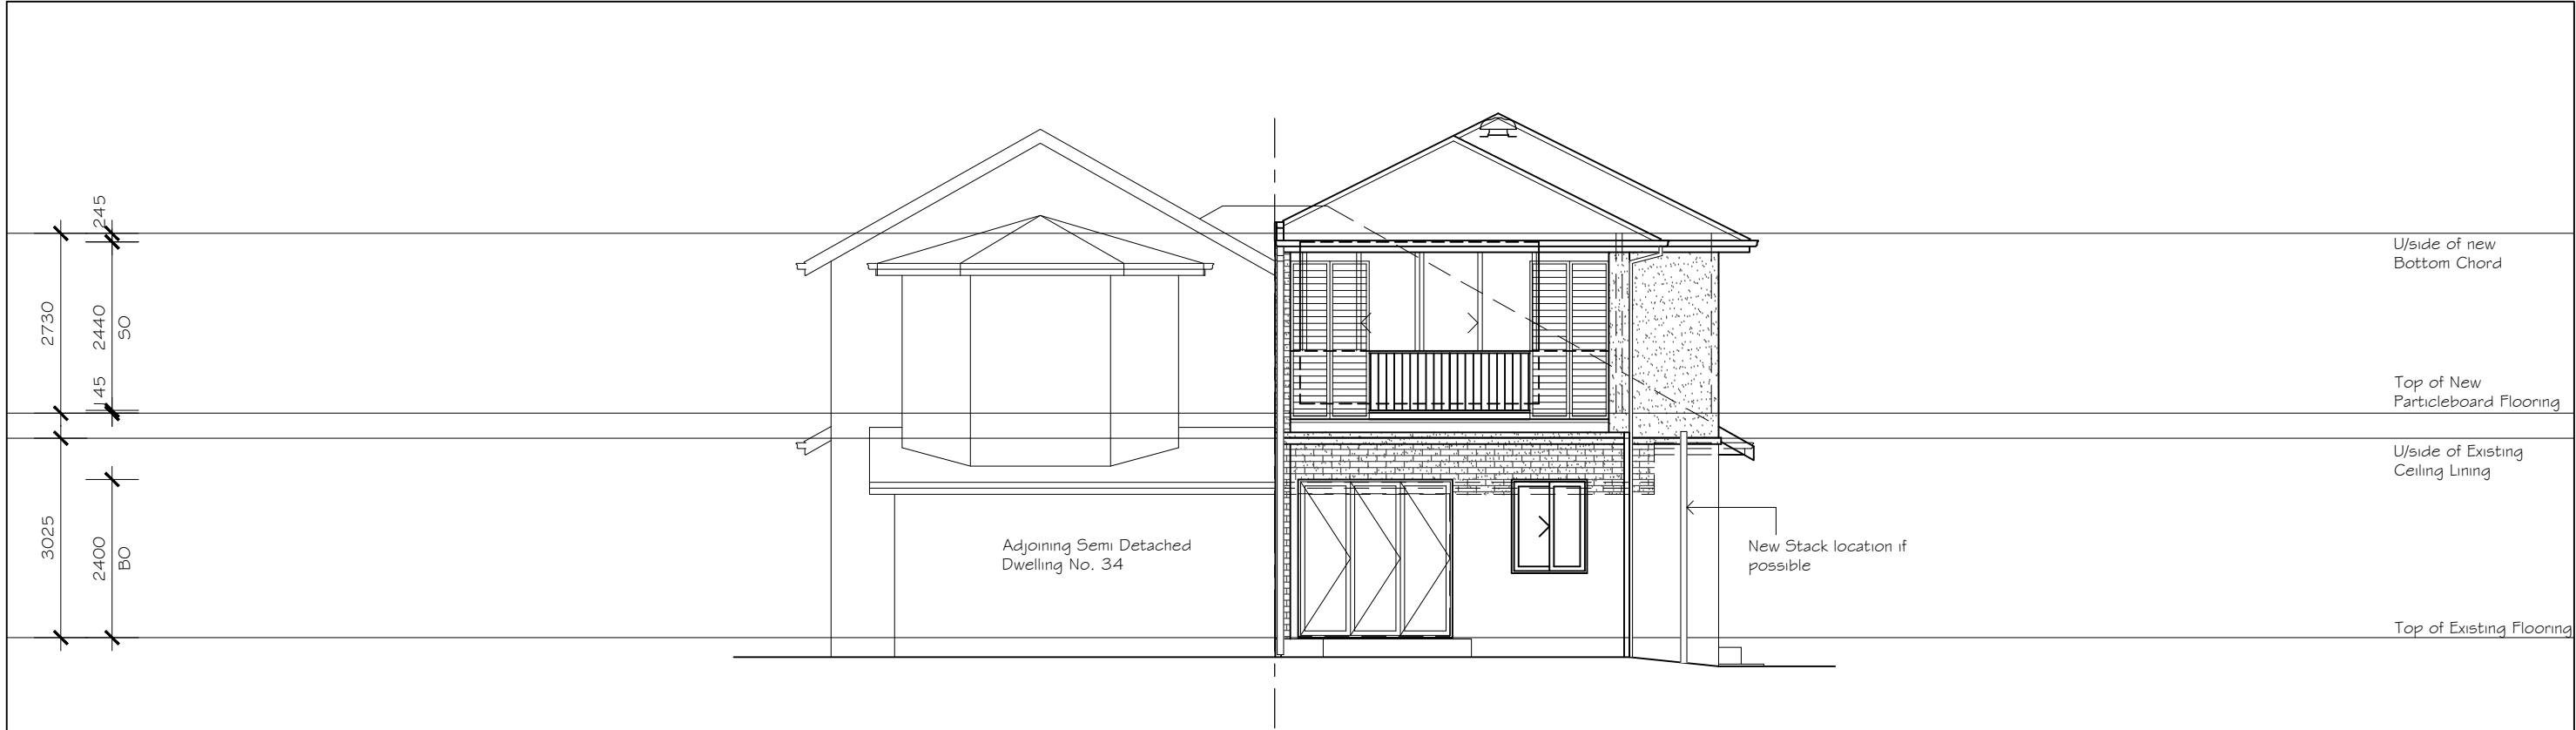 245
2730
2440
SO
145
3025
2400
BO
Adjoining Semi Detached
Dwelling No. 34
New Stack location if
possible
U/side of new
Bottom Chord
Top of New
Particleboard Flooring
U/side of Existing
Ceiling Lining
Top of Existing Flooring